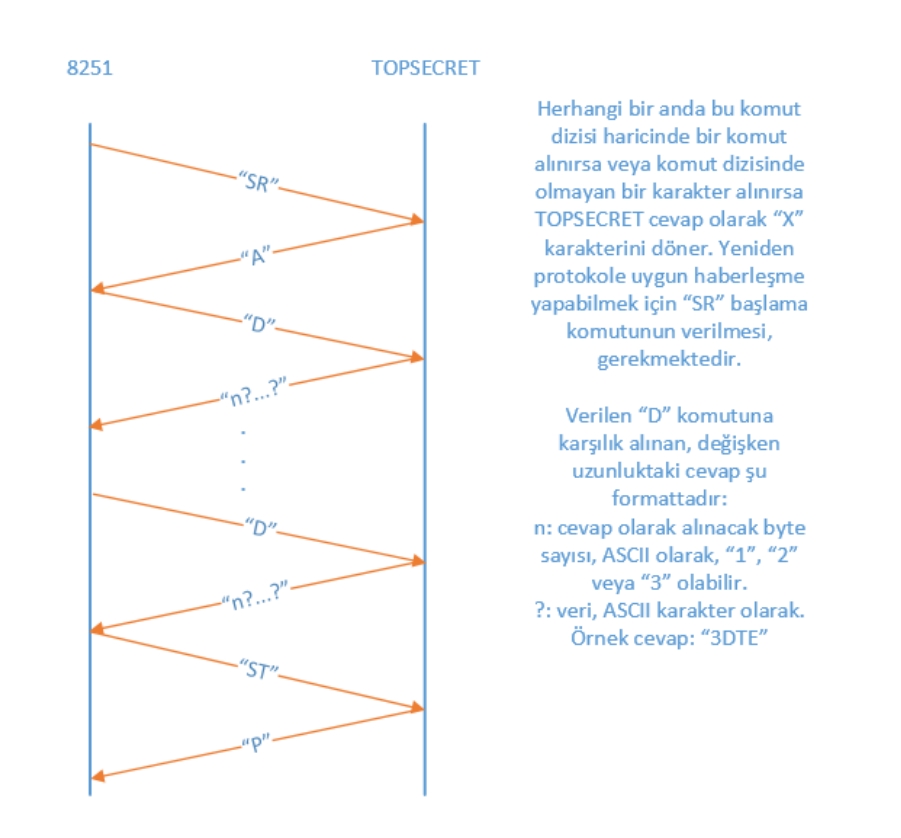 8251
TOPSECRET
“SR”
“A”
“D”
“n?...?”
.
.
.
“D”
“n?...?”
“ST”
“P”
Herhangi bir anda bu komut
dizisi haricinde bir komut
alınırsa veya komut dizisinde
olmayan bir karakter alınırsa
TOPSECRET cevap olarak “X”
karakterini döner. Yeniden
protokole uygun haberleşme
yapabilmek için “SR” başlama
komutunun verilmesi,
gerekmektedir.
Verilen “D” komutuna
karşılık alınan, değişken
uzunluktaki cevap şu
formattadır:
n: cevap olarak alınacak byte
sayısı, ASCII olarak, “1”, “2”
veya “3” olabilir.
?: veri, ASCII karakter olarak.
Örnek cevap: “3DTE”